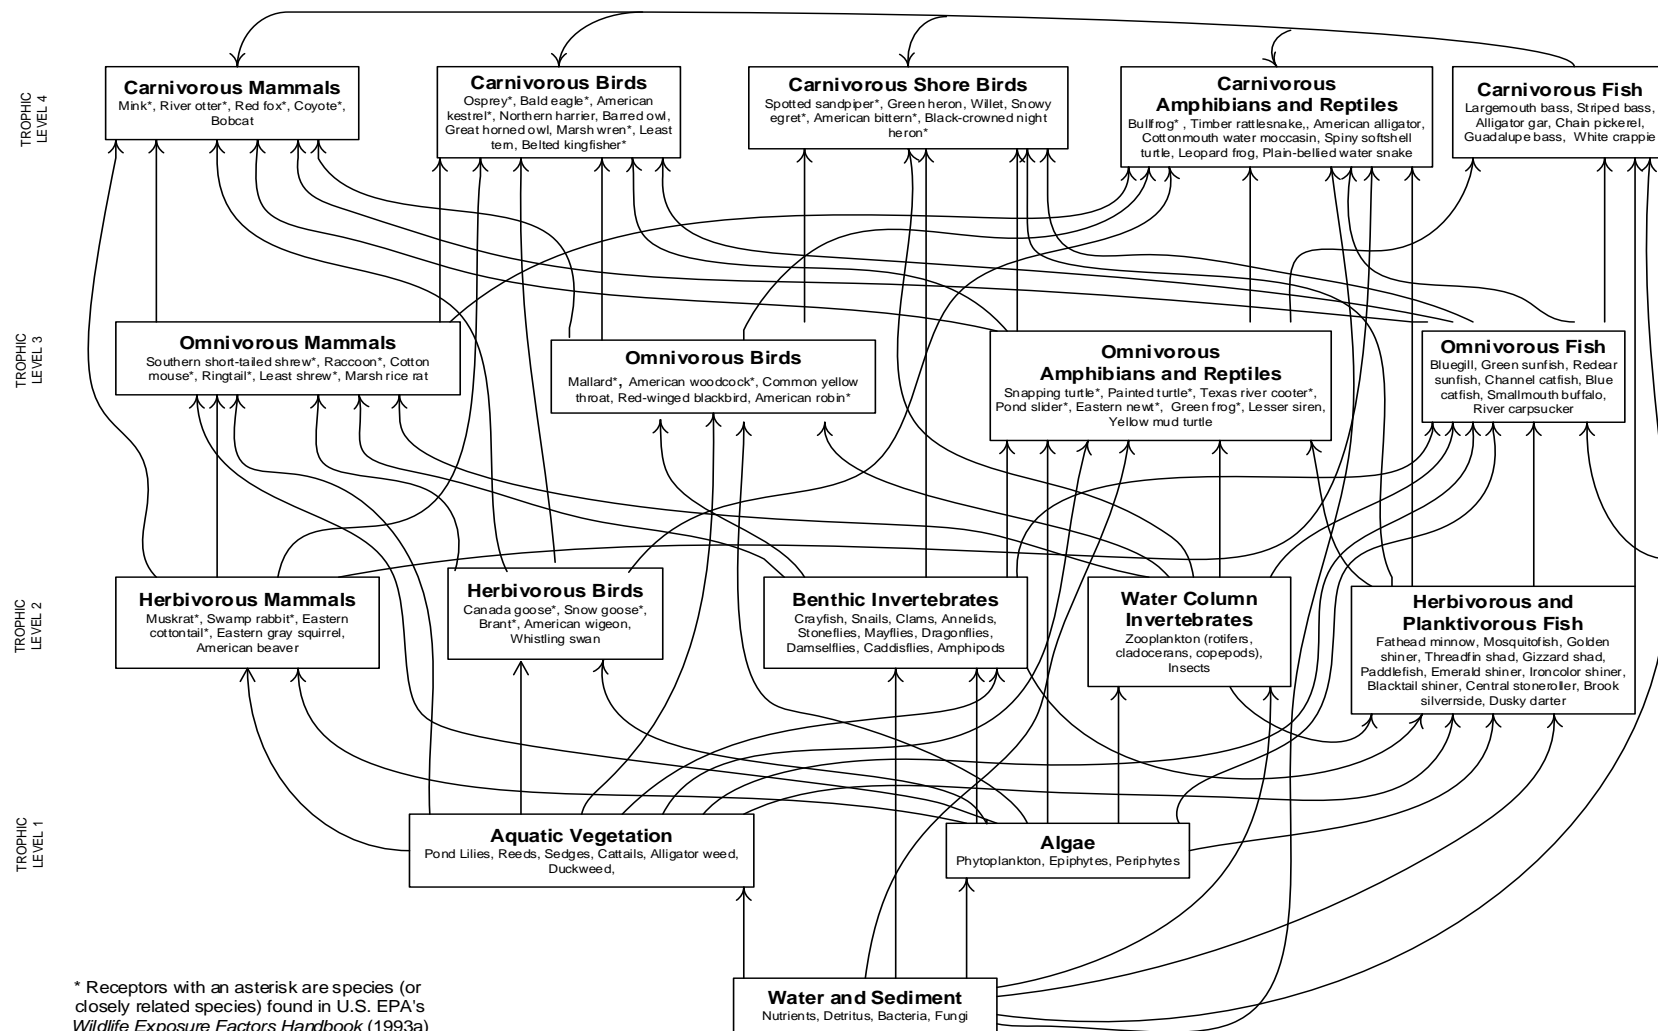 TROPHIC
LEVEL 4
Carnivorous Mammals
Mink*, River otter*, Red fox*, Coyote*,
Bobcat
Carnivorous Birds
Osprey*, Bald eagle*, American
kestrel*, Northern harrier, Barred owl,
Great horned owl, Marsh wren*, Least
tern, Belted kingfisher*
Carnivorous Shore Birds
Spotted sandpiper*, Green heron, Willet, Snowy
egret*, American bittern*, Black-crowned night
heron*
Carnivorous
Amphibians and Reptiles
Bullfrog* , Timber rattlesnake,, American alligator,
Cottonmouth water moccasin, Spiny softshell
turtle, Leopard frog, Plain-bellied water snake
Carnivorous Fish
Largemouth bass, Striped bass,
Alligator gar, Chain pickerel,
Guadalupe bass, White crappie
TROPHIC
LEVEL 3
Omnivorous Mammals
Southern short-tailed shrew*, Raccoon*, Cotton
mouse*, Ringtail*, Least shrew*, Marsh rice rat
Omnivorous Birds
Mallard*, American woodcock*, Common yellow
throat, Red-winged blackbird, American robin*
Omnivorous
Amphibians and Reptiles
Snapping turtle*, Painted turtle*, Texas river cooter*,
Pond slider*, Eastern newt*, Green frog*, Lesser siren,
Yellow mud turtle
Omnivorous Fish
Bluegill, Green sunfish, Redear
sunfish, Channel catfish, Blue
catfish, Smallmouth buffalo,
River carpsucker
TROPHIC
LEVEL 2
Herbivorous Mammals
Muskrat*, Swamp rabbit*, Eastern
cottontail*, Eastern gray squirrel,
American beaver
Herbivorous Birds
Canada goose*, Snow goose*,
Brant*, American wigeon,
Whistling swan
Benthic Invertebrates
Crayfish, Snails, Clams, Annelids,
Stoneflies, Mayflies, Dragonflies,
Damselflies, Caddisflies, Amphipods
Water Column
Invertebrates
Zooplankton (rotifers,
cladocerans, copepods),
Insects
Herbivorous and
Planktivorous Fish
Fathead minnow, Mosquitofish, Golden
shiner, Threadfin shad, Gizzard shad,
Paddlefish, Emerald shiner, Ironcolor shiner,
Blacktail shiner, Central stoneroller, Brook
silverrside, Dusky darter
TROPHIC
LEVEL 1
Aquatic Vegetation
Pond Lilies, Reeds, Sedges, Cattails, Alligator weed,
Duckweed,
Algae
Phytoplankton, Epiphytes, Periphytes
Water and Sediment
Nutrients, Detritus, Bacteria, Fungi
* Receptors with an asterisk are species (or
closely related species) found in U.S. EPA's
Wildlife Exposure Factors Handbook (1993a)